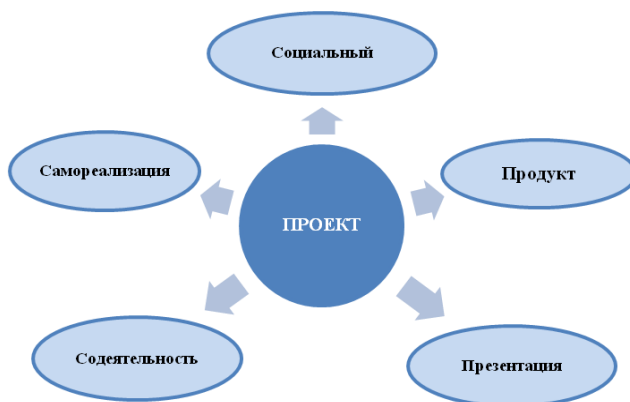 Социальный
Самореализация
Продукт
ПРОЕКТ
Содеятельность
Презентация